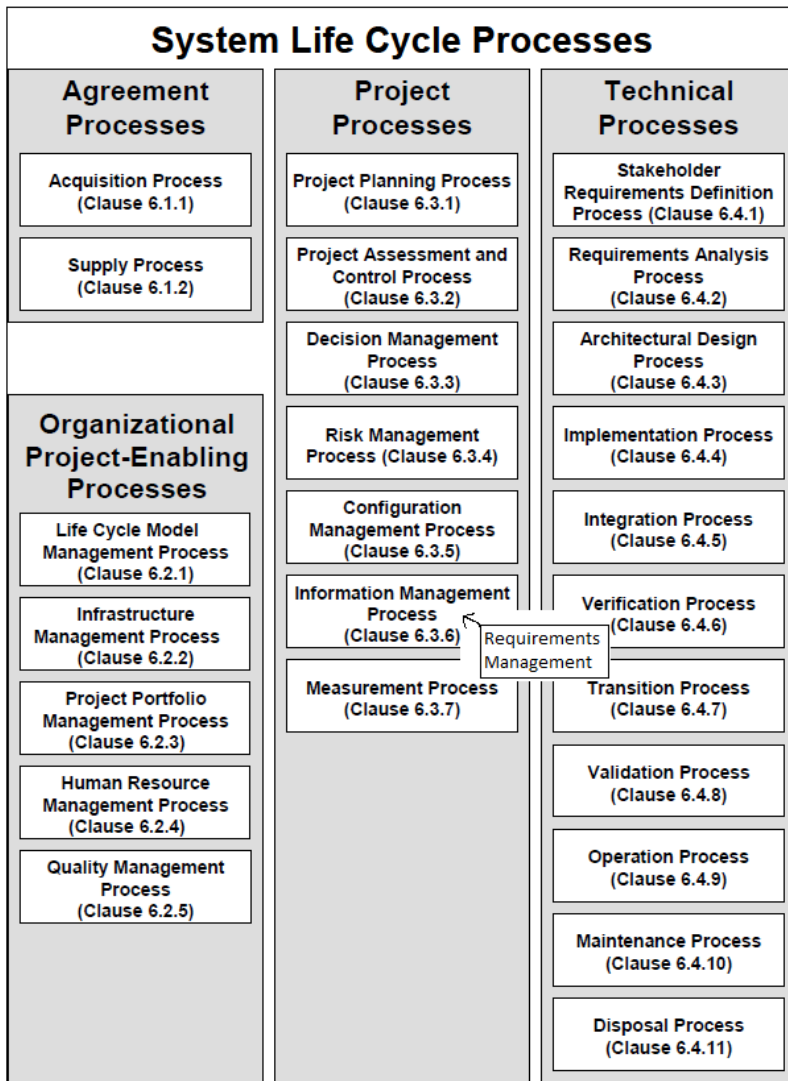 System Life Cycle Processes
Agreement
Processes
Acquisition Process
(Clause 6.1.1)
Supply Process
(Clause 6.1.2)
Organizational
Project-Enabling
Processes
Life Cycle Model
Management Process
(Clause 6.2.1)
Infrastructure
Management Process
(Clause 6.2.2)
Project Portfolio
Management Process
(Clause 6.2.3)
Human Resource
Management Process
(Clause 6.2.4)
Quality Management
Process
(Clause 6.2.5)
Project
Processes
Project Planning Process
(Clause 6.3.1)
Project Assessment and
Control Process
(Clause 6.3.2)
Decision Management
Process
(Clause 6.3.3)
Risk Management
Process (Clause 6.3.4)
Configuration
Management Process
(Clause 6.3.5)
Information Management
Process
(Clause 6.3.6)
Requirements
Management
Measurement Process
(Clause 6.3.7)
Technical
Processes
Stakeholder
Requirements Definition
Process (Clause 6.4.1)
Requirements Analysis
Process
(Clause 6.4.2)
Architectural Design
Process
(Clause 6.4.3)
Implementation Process
(Clause 6.4.4)
Integration Process
(Clause 6.4.5)
Verification Process
(Clause 6.4.6)
Transition Process
(Clause 6.4.7)
Validation Process
(Clause 6.4.8)
Operation Process
(Clause 6.4.9)
Maintenance Process
(Clause 6.4.10)
Disposal Process
(Clause 6.4.11)